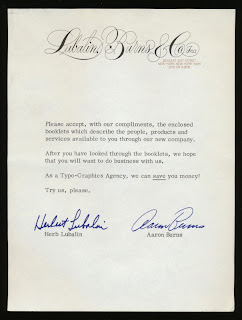 Lubalin, Burns & Co. Inc.
Please accept, with our compliments, the enclosed
booklets which describe the people, products and
services available to you through our new company.
After you have looked through the booklets, we hope
that you will want to do business with us.
As a Typo-Graphics Agency, we can save you money!
Try us, please.
Herbert Lubalin Aaron Burns
Herb Lubalin Aaron Burns